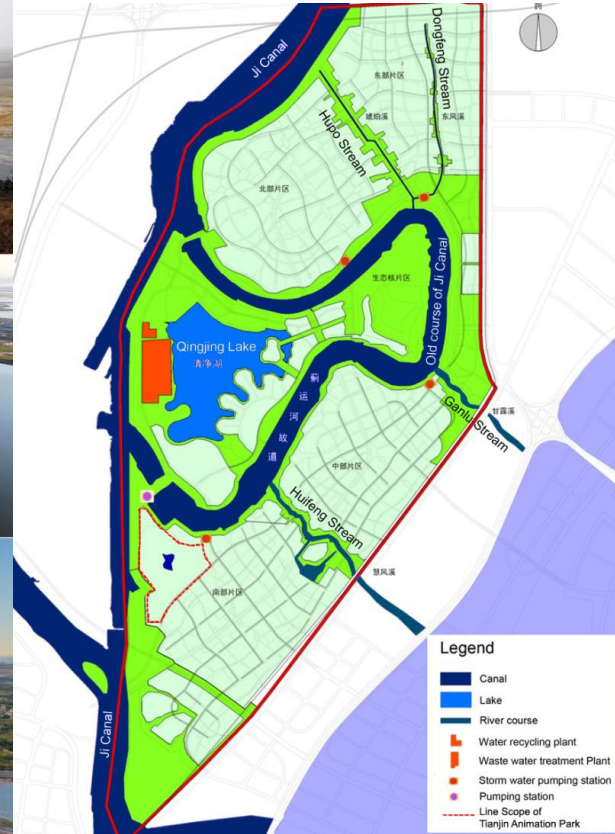 Ji Canal
Dongfeng Stream
东部片区
琥珀溪
东风溪
Hupo Stream
北部片区
生态核片区
Old course of Ji Canal
Qingjing Lake
清净湖
蓟运河故道
甘露溪
Ganlu Stream
中部片区
Huifeng Stream
慧风溪
南部片区
Ji Canal
Legend
Canal
Lake
River course
Water recycling plant
Waste water treatment Plant
Storm water pumping station
Pumping station
Line Scope of
Tianjin Animation Park